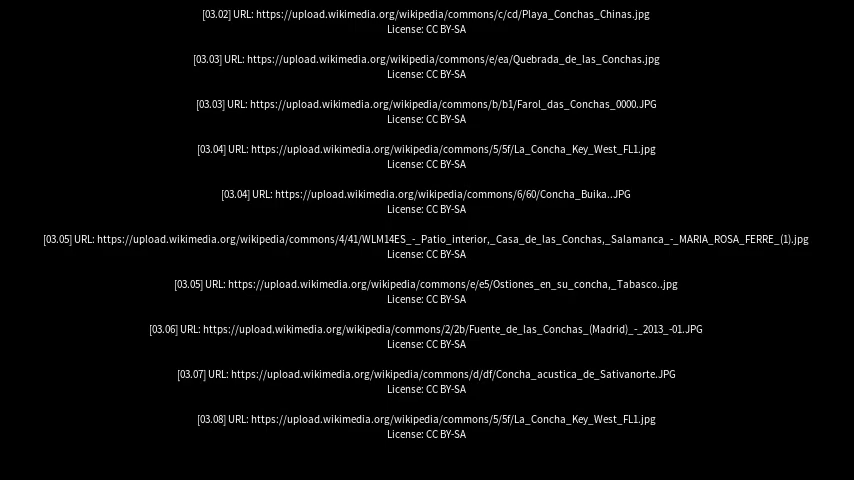 [03.02] URL: https://upload.wikimedia.org/wikipedia/commons/c/cd/Playa_Conchas_Chinas.jpg
License: CC BY-SA
[03.03] URL: https://upload.wikimedia.org/wikipedia/commons/e/ea/Quebrada_de_las_Conchas.jpg
License: CC BY-SA
[03.03] URL: https://upload.wikimedia.org/wikipedia/commons/b/b1/Farol_das_Conchas_0000.JPG
License: CC BY-SA
[03.04] URL: https://upload.wikimedia.org/wikipedia/commons/5/5f/La_Concha_Key_West_FL1.jpg
License: CC BY-SA
[03.04] URL: https://upload.wikimedia.org/wikipedia/commons/6/60/Concha_Buika..JPG
License: CC BY-SA
[03.05] URL: https://upload.wikimedia.org/wikipedia/commons/4/41/WLM14ES_-_Patio_interior,_Casa_de_las_Conchas,_Salamanca_-_MARIA_ROSA_FERRE_(1).jpg
License: CC BY-SA
[03.05] URL: https://upload.wikimedia.org/wikipedia/commons/e/e5/Ostiones_en_su_concha,_Tabasco..jpg
License: CC BY-SA
[03.06] URL: https://upload.wikimedia.org/wikipedia/commons/2/2b/Fuente_de_las_Conchas_(Madrid)_-_2013_-01.JPG
License: CC BY-SA
[03.07] URL: https://upload.wikimedia.org/wikipedia/commons/d/df/Concha_acustica_de_Sativanorte.JPG
License: CC BY-SA
[03.08] URL: https://upload.wikimedia.org/wikipedia/commons/5/5f/La_Concha_Key_West_FL1.jpg
License: CC BY-SA